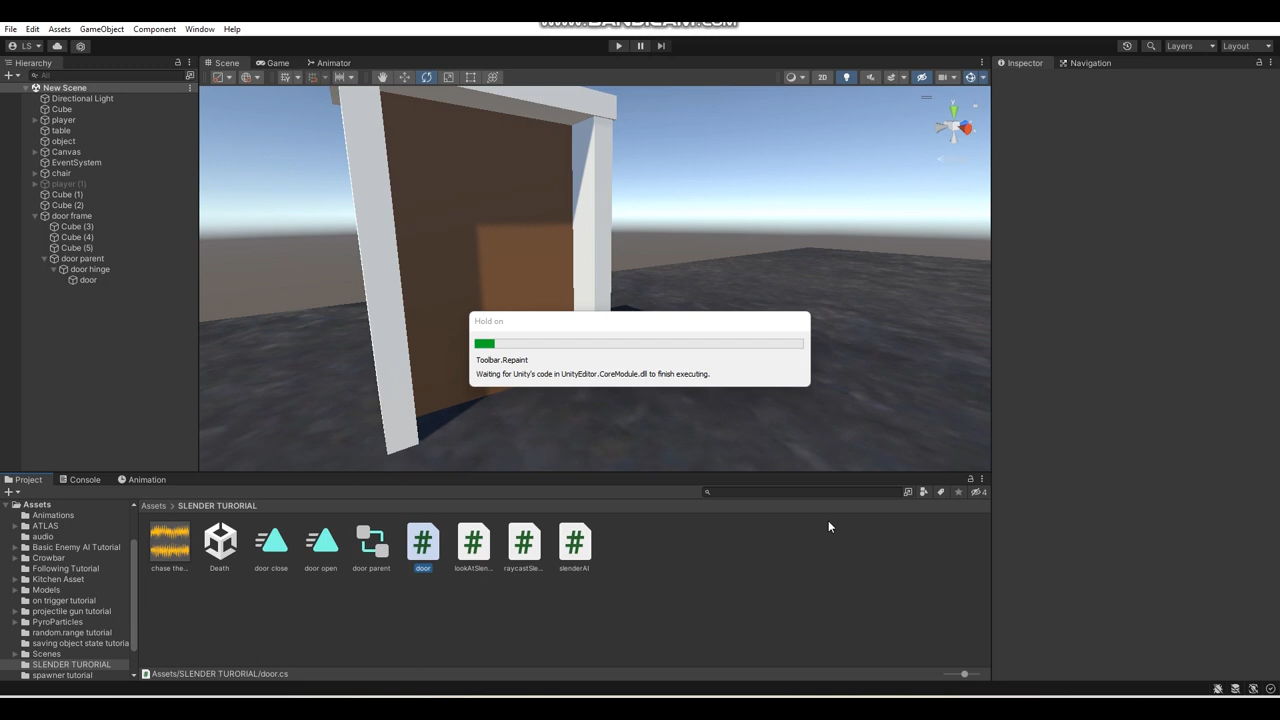 www.BANDICAM.com
File Edit Assets GameObject Component Window Help
LS Layers Layout
Hierarchy
All
New Scene
Directional Light
Cube
player
table
object
Canvas
EventSystem
chair
player (1)
Cube (1)
Cube (2)
door frame
Cube (3)
Cube (4)
Cube (5)
door parent
door hinge
door
Scene Game Animator
2D
y
Hold on
Toolbar.Repaint
Waiting for Unity's code in UnityEditor.CoreModule.dll to finish executing.
Inspector Navigation
Project Console Animation
4
Assets
Animations
ATLAS
audio
Basic Enemy AI Tutorial
Crowbar
Following Tutorial
Kitchen Asset
Models
on trigger tutorial
projectile gun tutorial
PyroParticles
random.range tutorial
saving object state tutoria
Scenes
SLENDER TURORIAL
spawner tutorial
Assets > SLENDER TURORIAL
chase the... Death door close door open door parent door lookAtSlen... raycastSle... slenderAI
Assets/SLENDER TURORIAL/door.cs